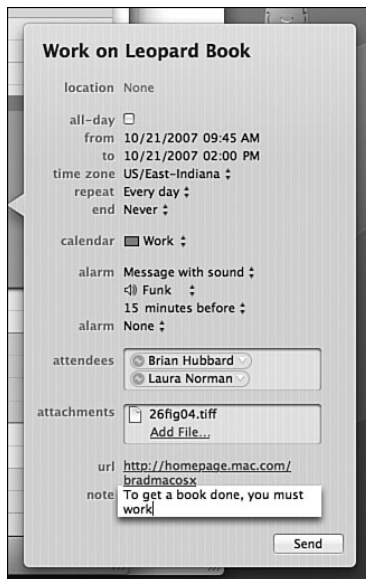 Work on Leopard Book
location None
all-day
from 10/21/2007 09:45 AM
to 10/21/2007 02:00 PM
time zone US/East-Indiana
repeat Every day
end Never
calendar Work
alarm Message with sound
Funk
15 minutes before
alarm None
attendees Brian Hubbard
Laura Norman
attachments 26fig04.tiff
Add File...
url http://homepage.mac.com/
bradmacosx
note To get a book done, you must
work
Send